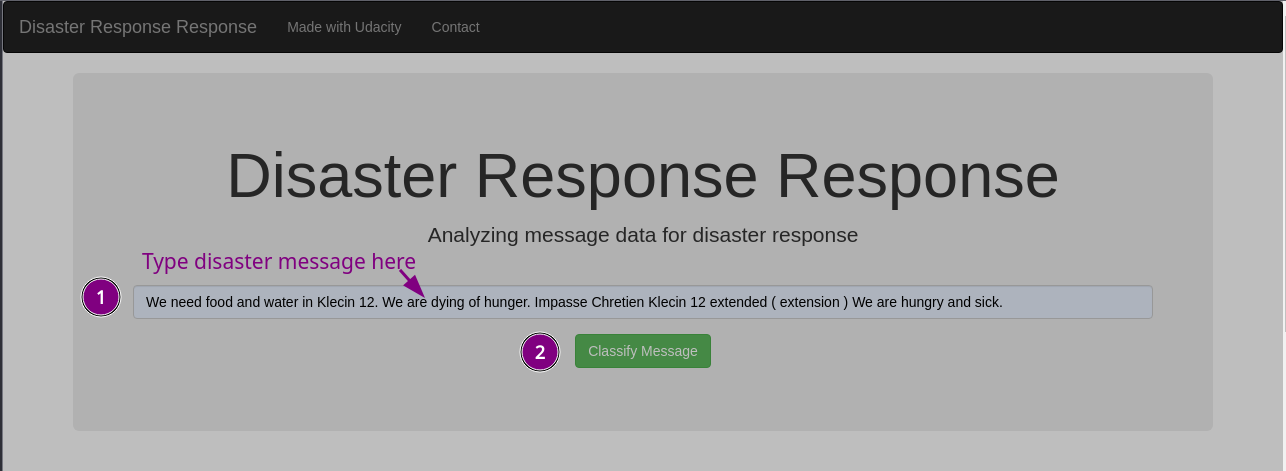 Disaster Response Response Made with Udacity Contact
Disaster Response Response
Analyzing message data for disaster response
Type disaster message here
1 We need food and water in Klecin 12. We are dying of hunger. Impasse Chretien Klecin 12 extended ( extension ) We are hungry and sick.
2 Classify Message